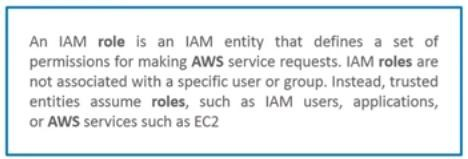 An IAM role is an IAM entity that defines a set of
permissions for making AWS service requests. IAM roles are
not associated with a specific user or group. Instead, trusted
entities assume roles, such as IAM users, applications,
or AWS services such as EC2